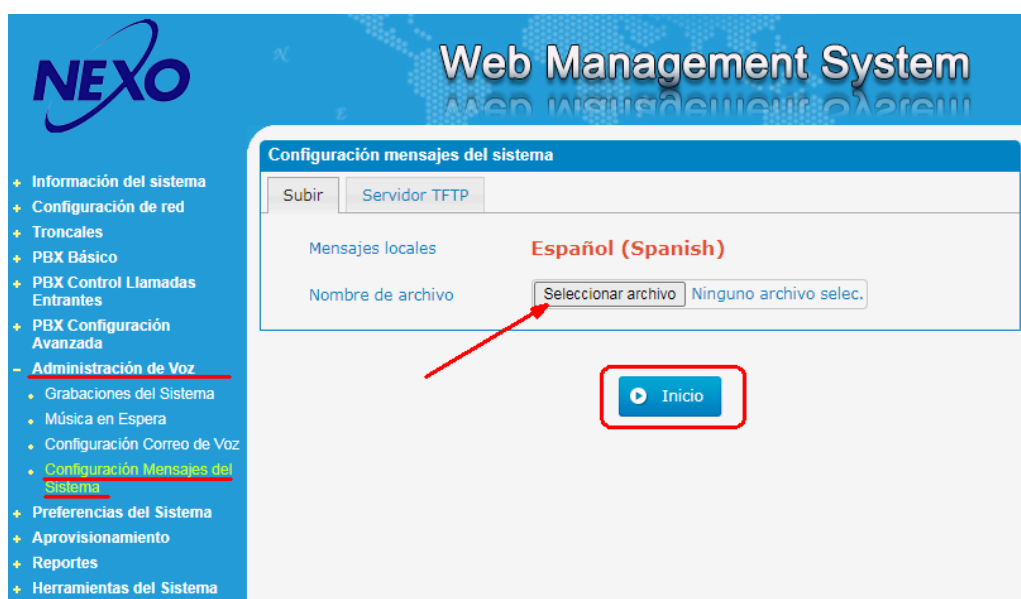 NEXO
Web Management System
Información del sistema
Configuración de red
Troncales
PBX Básico
PBX Control Llamadas
Entrantes
PBX Configuración
Avanzada
Administración de Voz
Grabaciones del Sistema
Música en Espera
Configuración Correo de Voz
Configuración Mensajes del
Sistema
Preferencias del Sistema
Aprovisionamiento
Reportes
Herramientas del Sistema
Configuración mensajes del sistema
Subir Servidor TFTP
Mensajes locales Español (Spanish)
Nombre de archivo Seleccionar archivo Ninguno archivo selec.
Inicio